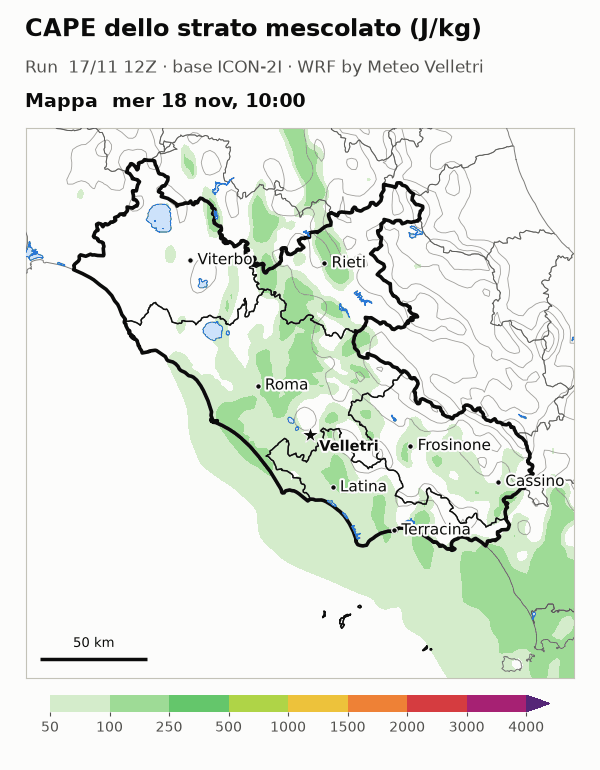 CAPE dello strato mescolato (J/kg)
Run 17/11 12Z · base ICON-2I · WRF by Meteo Velletri
Mappa mer 18 nov, 10:00
Viterbo
Rieti
Roma
Velletri
Frosinone
Cassino
Latina
Terracina
50 km
50 100 250 500 1000 1500 2000 3000 4000